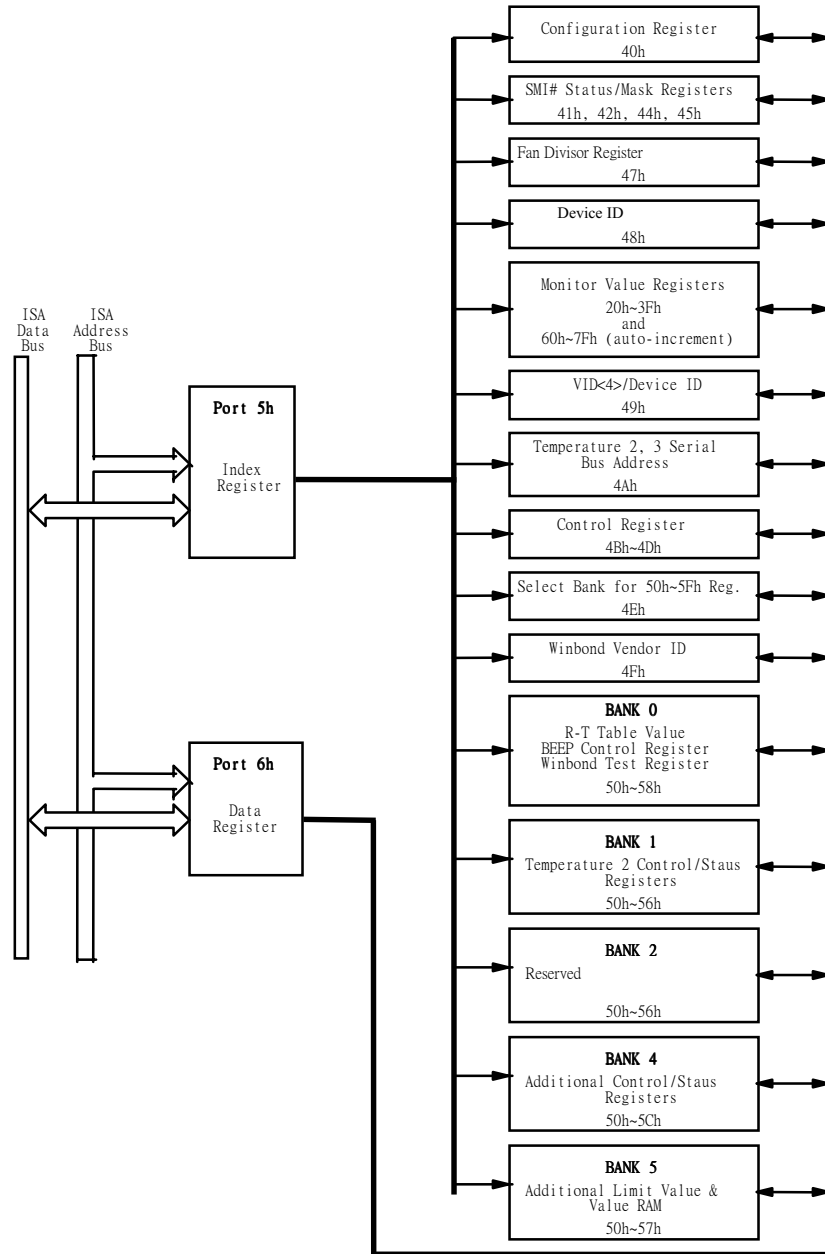 ISA
Data
Bus
ISA
Address
Bus
Port 5h
Index
Register
Port 6h
Data
Register
Configuration Register
40h
SMI# Status/Mask Registers
41h, 42h, 44h, 45h
Fan Divisor Register
47h
Device ID
48h
Monitor Value Registers
20h~3Fh
and
60h~7Fh (auto-increment)
VID<4>/Device ID
49h
Temperature 2, 3 Serial
Bus Address
4Ah
Control Register
4Bh~4Dh
Select Bank for 50h~5Fh Reg.
4Eh
Winbond Vendor ID
4Fh
BANK 0
R-T Table Value
BEEP Control Register
Winbond Test Register
50h~58h
BANK 1
Temperature 2 Control/Staus
Registers
50h~56h
BANK 2
Reserved
50h~56h
BANK 4
Additional Control/Staus
Registers
50h~5Ch
BANK 5
Additional Limit Value &
Value RAM
50h~57h